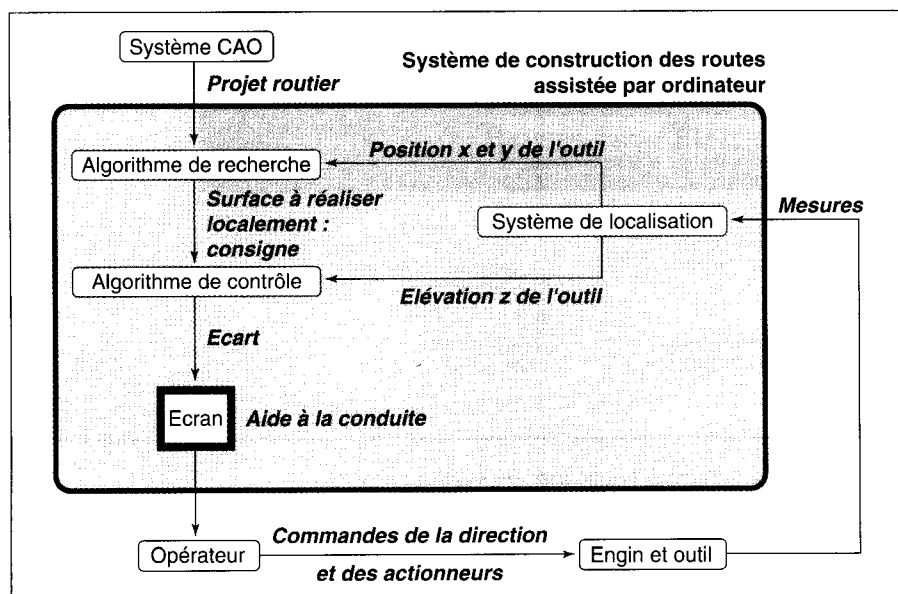 Système CAO
Système de construction des routes
assistée par ordinateur
Projet routier
Algorithme de recherche
Position x et y de l'outil
Surface à réaliser
localement :
consigne
Système de localisation
Mesures
Algorithme de contrôle
Elévation z de l'outil
Ecart
Ecran
Aide à la conduite
Opérateur
Commandes de la direction
et des actionneurs
Engin et outil